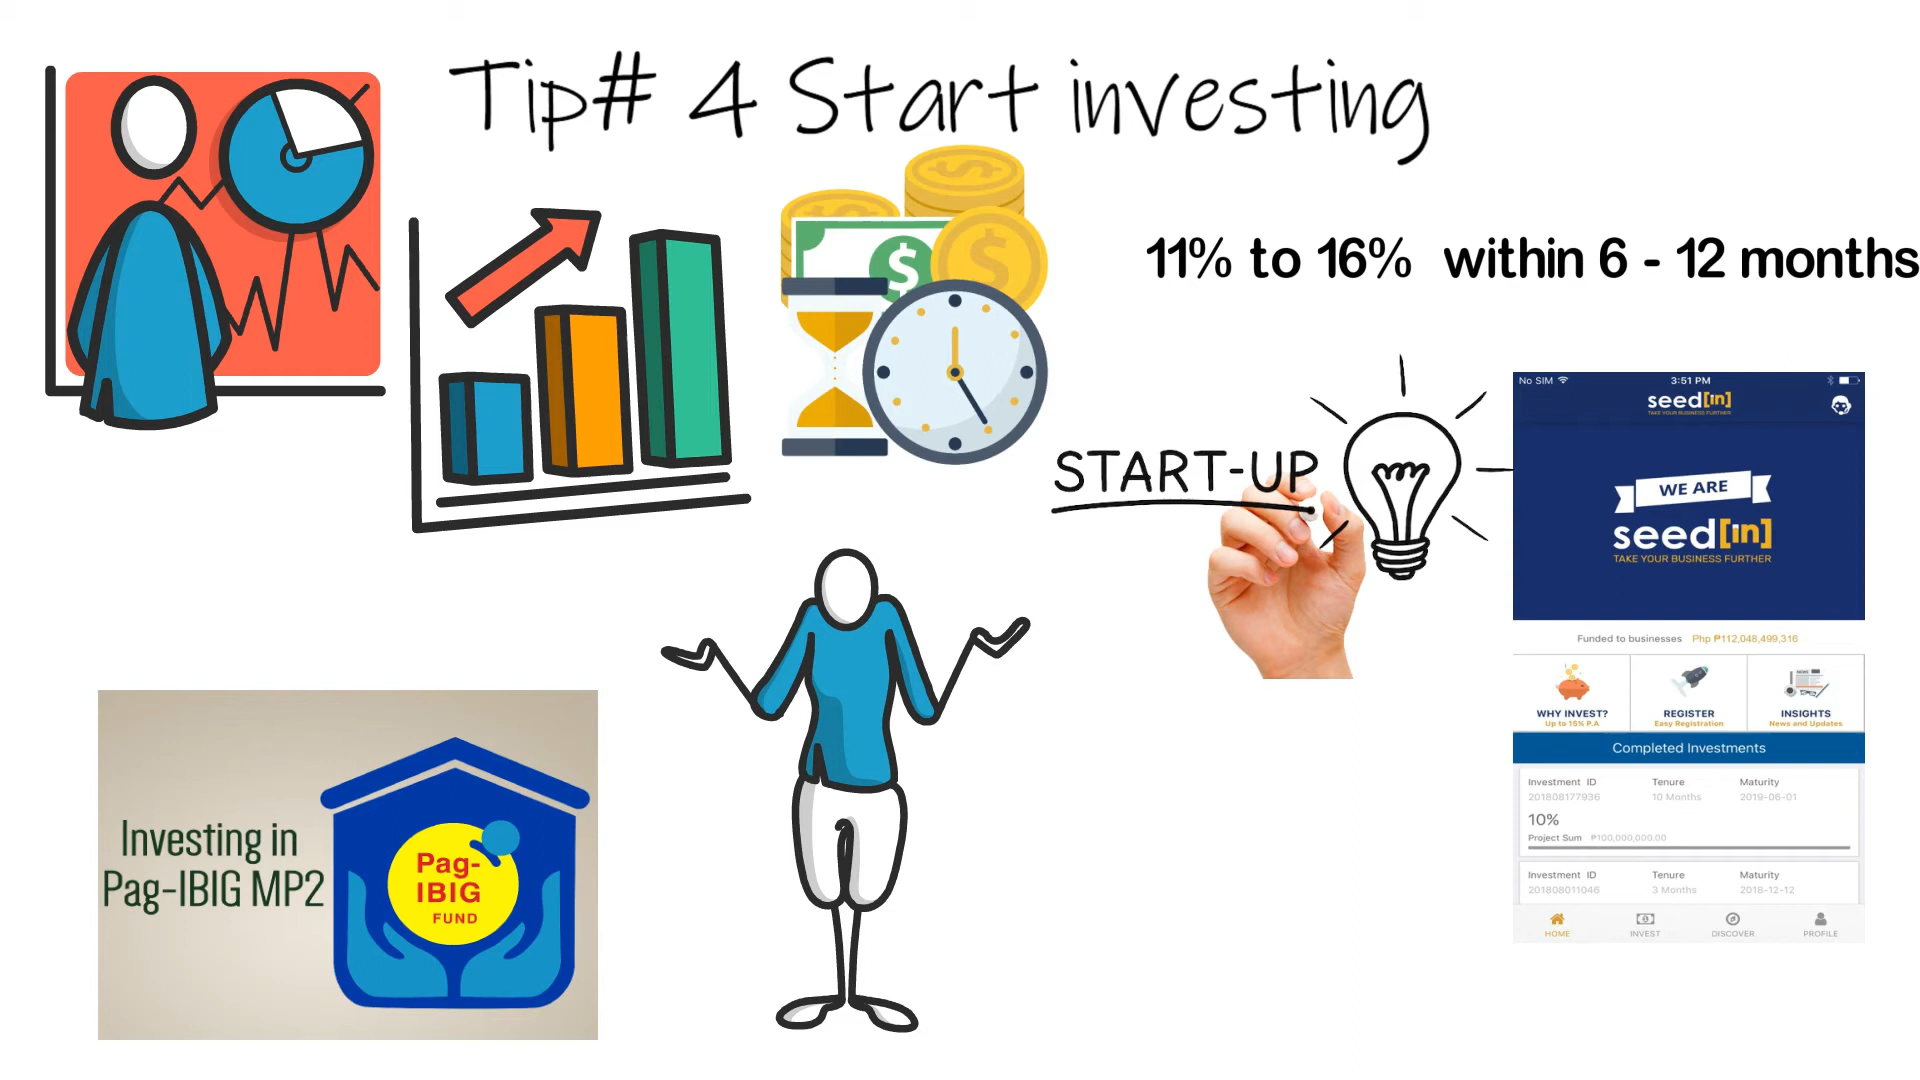 Tip# 4 Start investing
11% to 16% within 6 - 12 months
START-UP
No SIM 3:51 PM
seed[in]
TAKE YOUR BUSINESS FURTHER
WE ARE
seed[in]
TAKE YOUR BUSINESS FURTHER
Funded to businesses Php ₱112,048,499,316
WHY INVEST? REGISTER INSIGHTS
Up to 15% P.A Easy Registration News and Updates
Completed Investments
Investment ID Tenure Maturity
201808177936 10 Months 2019-06-01
10%
Project Sum ₱100,000,000.00
Investment ID Tenure Maturity
201808011046 3 Months 2018-12-12
HOME INVEST DISCOVER PROFILE
Investing in
Pag-IBIG MP2
Pag-
IBIG
FUND